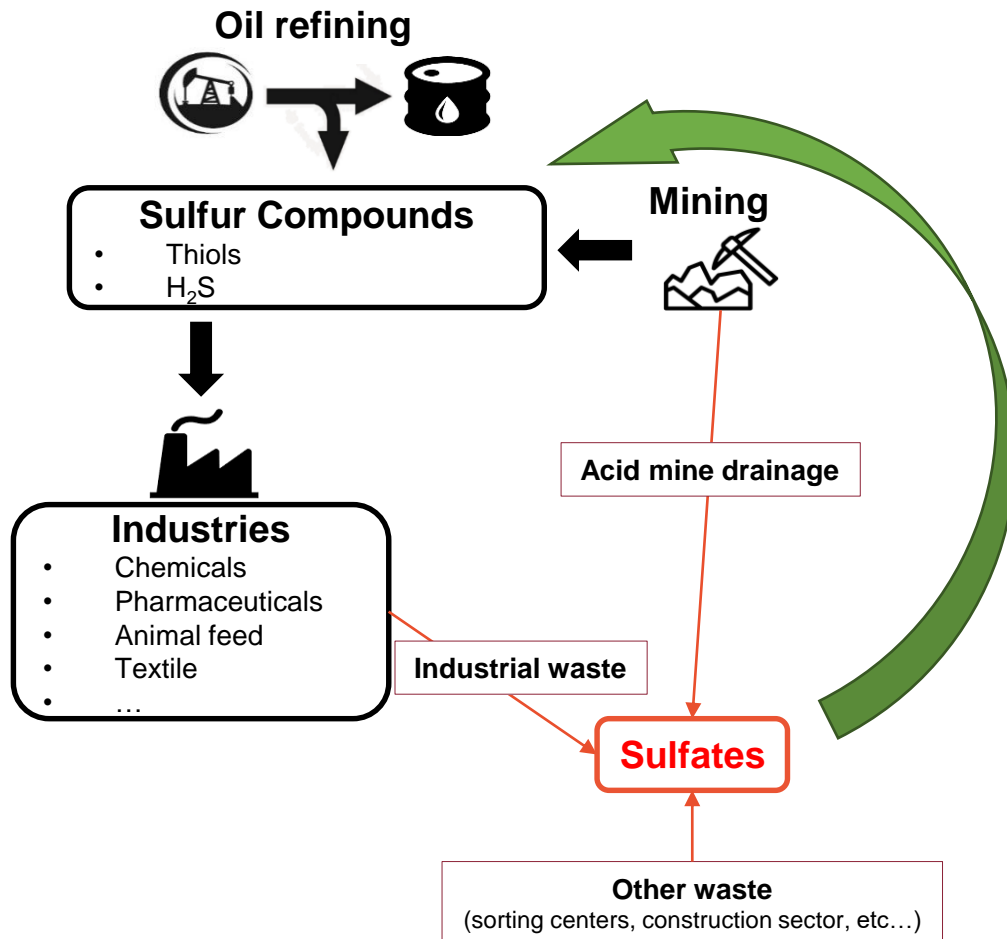 Oil refining
Sulfur Compounds
• Thiols
• H₂S
Mining
Acid mine drainage
Industries
• Chemicals
• Pharmaceuticals
• Animal feed
• Textile
• …
Industrial waste
Sulfates
Other waste
(sorting centers, construction sector, etc…)